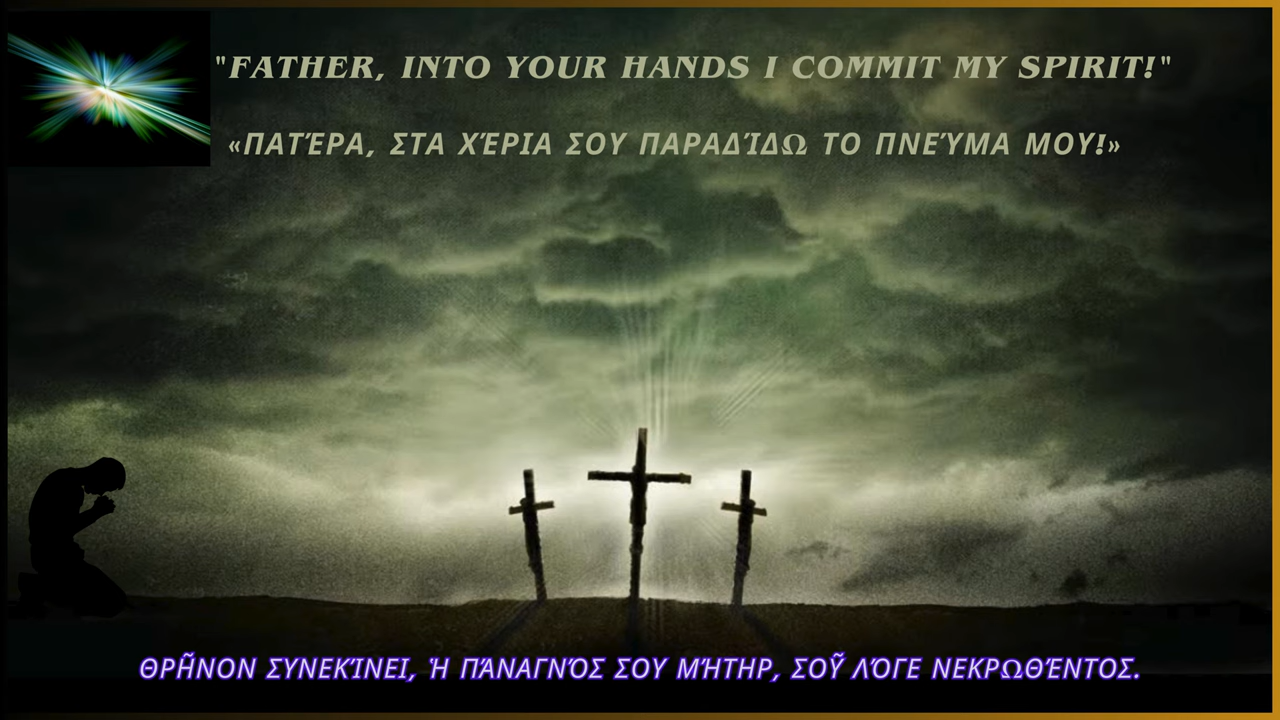 "FATHER, INTO YOUR HANDS I COMMIT MY SPIRIT!"
«ΠΑΤΈΡΑ, ΣΤΑ ΧΈΡΙΑ ΣΟΥ ΠΑΡΑΔΊΔΩ ΤΟ ΠΝΕΎΜΑ ΜΟΥ!»
ΘΡΗ͂ΝΟΝ ΣΥΝΕΚΊΝΕΙ, Ἡ ΠΆΝΑΓΝΌΣ ΣΟΥ ΜΉΤΗΡ, ΣΟΥ͂ ΛΌΓΕ ΝΕΚΡΩΘΈΝΤΟΣ.